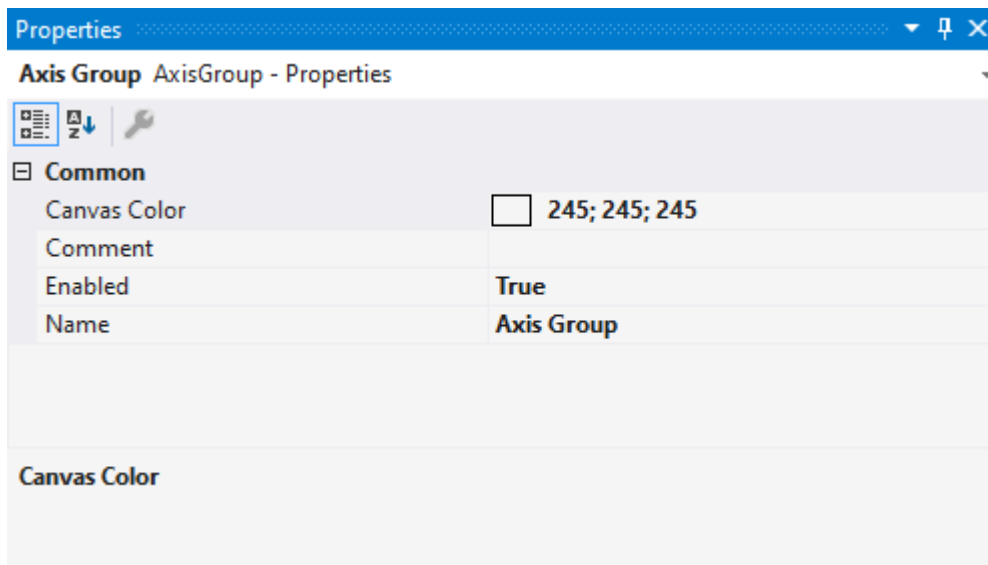 Properties
Axis Group AxisGroup - Properties
Common
Canvas Color 245; 245; 245
Comment
Enabled True
Name Axis Group
Canvas Color